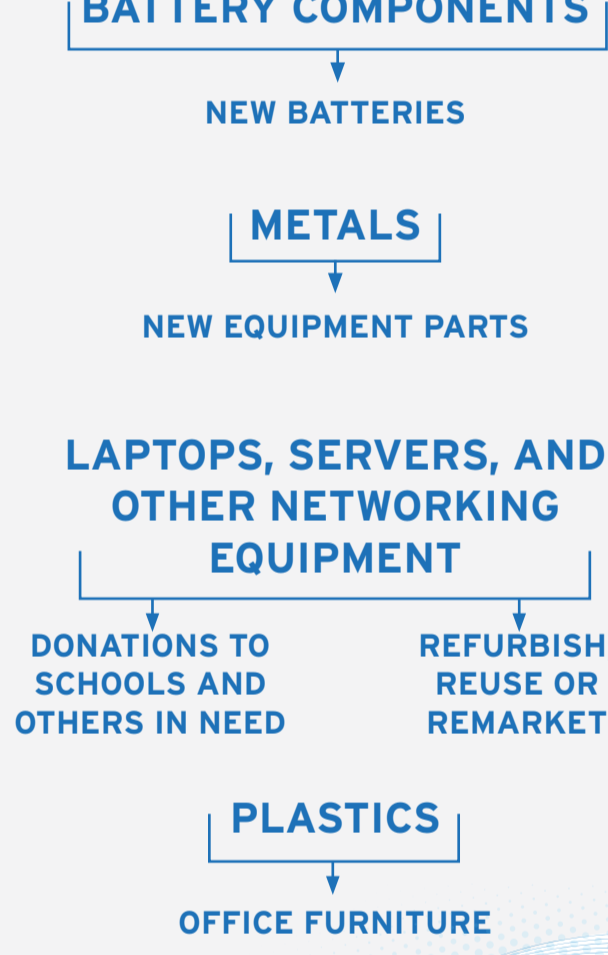 BATTERY COMPONENTS
NEW BATTERIES
METALS
NEW EQUIPMENT PARTS
LAPTOPS, SERVERS, AND
OTHER NETWORKING
EQUIPMENT
DONATIONS TO
SCHOOLS AND
OTHERS IN NEED
REFURBISH
REUSE OR
REMARKET
PLASTICS
OFFICE FURNITURE